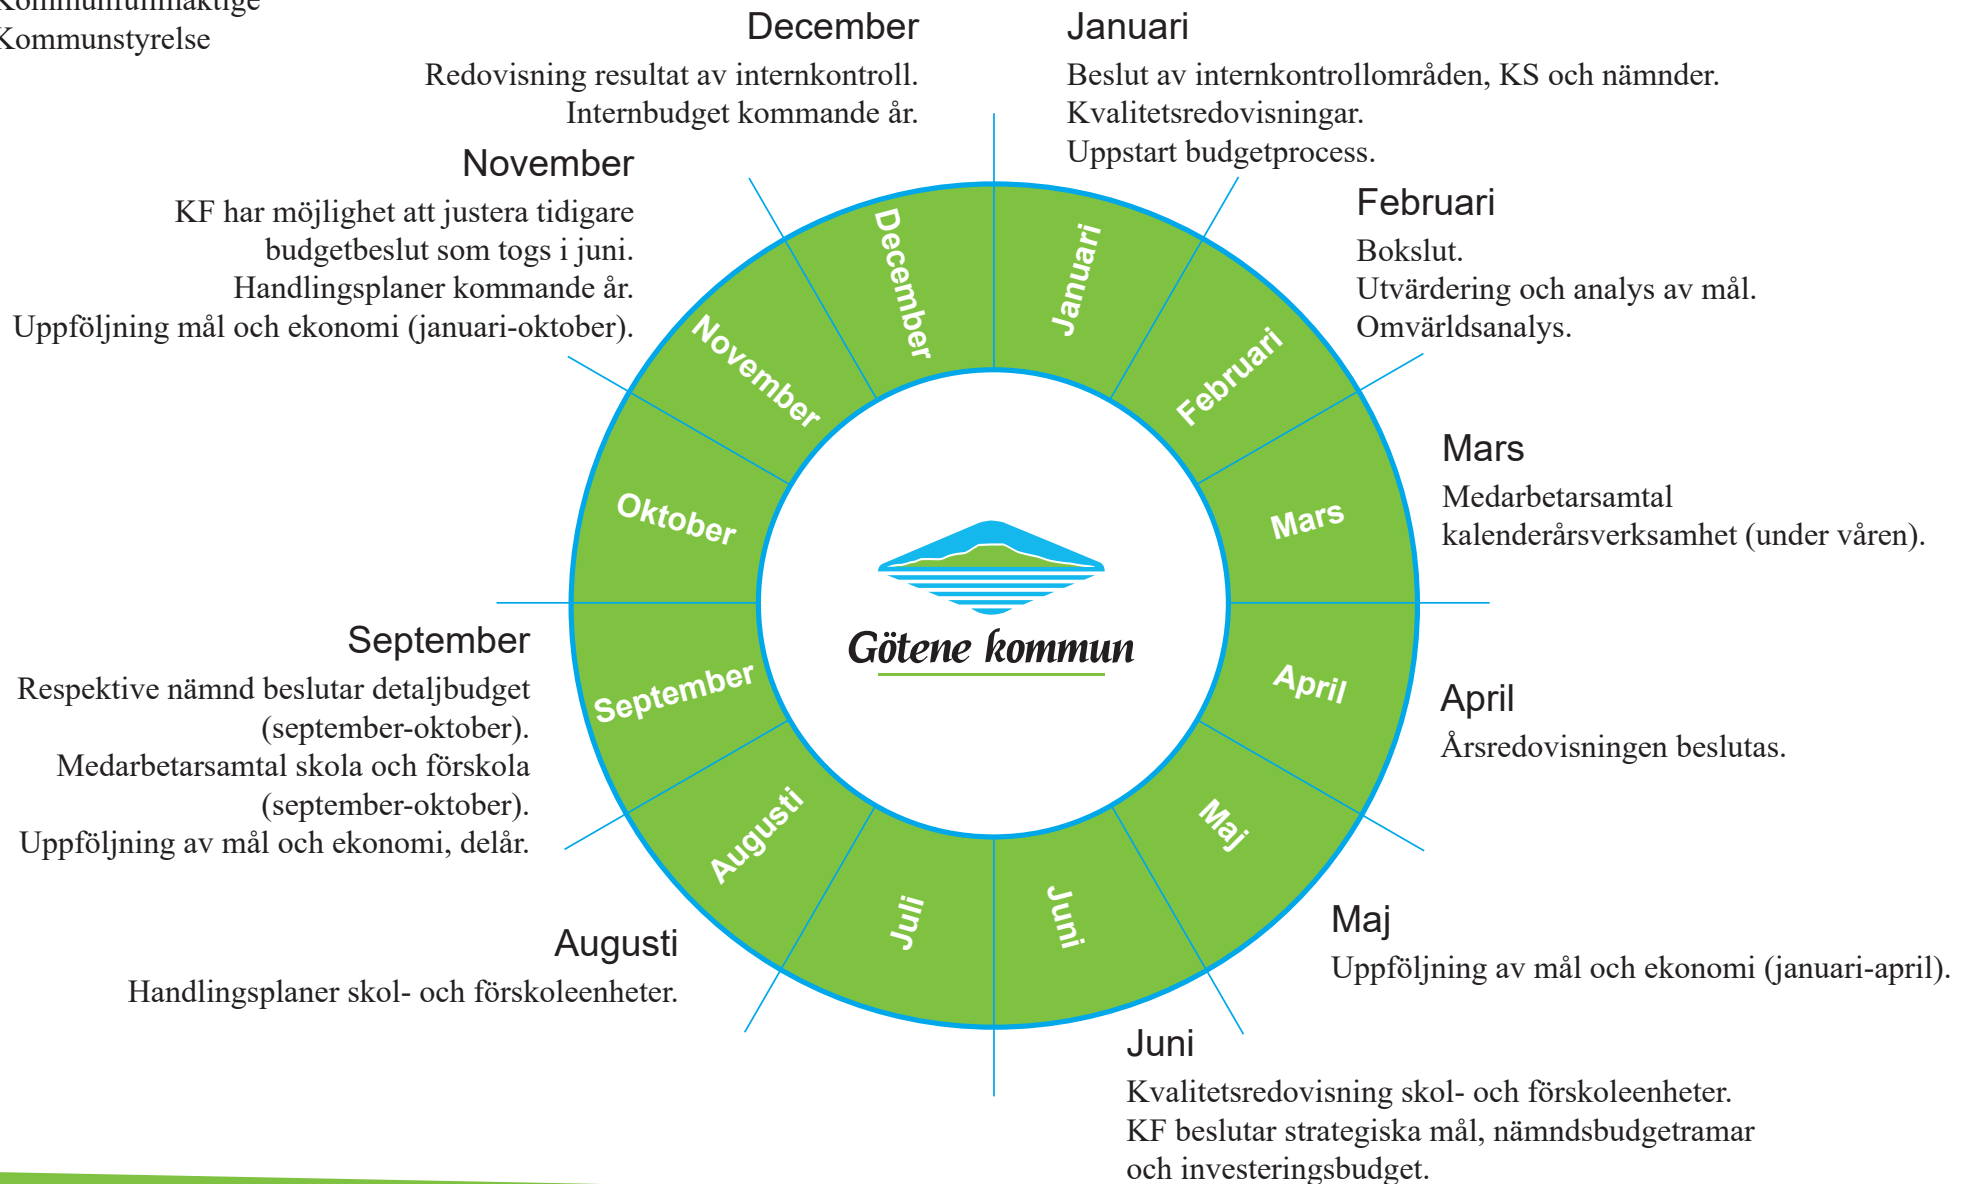 Kommunfullmäktige
Kommunstyrelse
December
Redovisning resultat av internkontroll.
Internbudget kommande år.
Januari
Beslut av internkontrollområden, KS och nämnder.
Kvalitetsredovisningar.
Uppstart budgetprocess.
Februari
Bokslut.
Utvärdering och analys av mål.
Omvärldsanalys.
Mars
Medarbetarsamtal
kalenderårsverksamhet (under våren).
April
Årsredovisningen beslutas.
Maj
Uppföljning av mål och ekonomi (januari-april).
Juni
Kvalitetsredovisning skol- och förskoleenheter.
KF beslutar strategiska mål, nämndsbudgetramar
och investeringsbudget.
Augusti
Handlingsplaner skol- och förskoleenheter.
September
Respektive nämnd beslutar detaljbudget
(september-oktober).
Medarbetarsamtal skola och förskola
(september-oktober).
Uppföljning av mål och ekonomi, delår.
November
KF har möjlighet att justera tidigare
budgetbeslut som togs i juni.
Handlingsplaner kommande år.
Uppföljning mål och ekonomi (januari-oktober).
Januari
Februari
Mars
April
Maj
Juni
Juli
Augusti
September
Oktober
November
December
Götene kommun